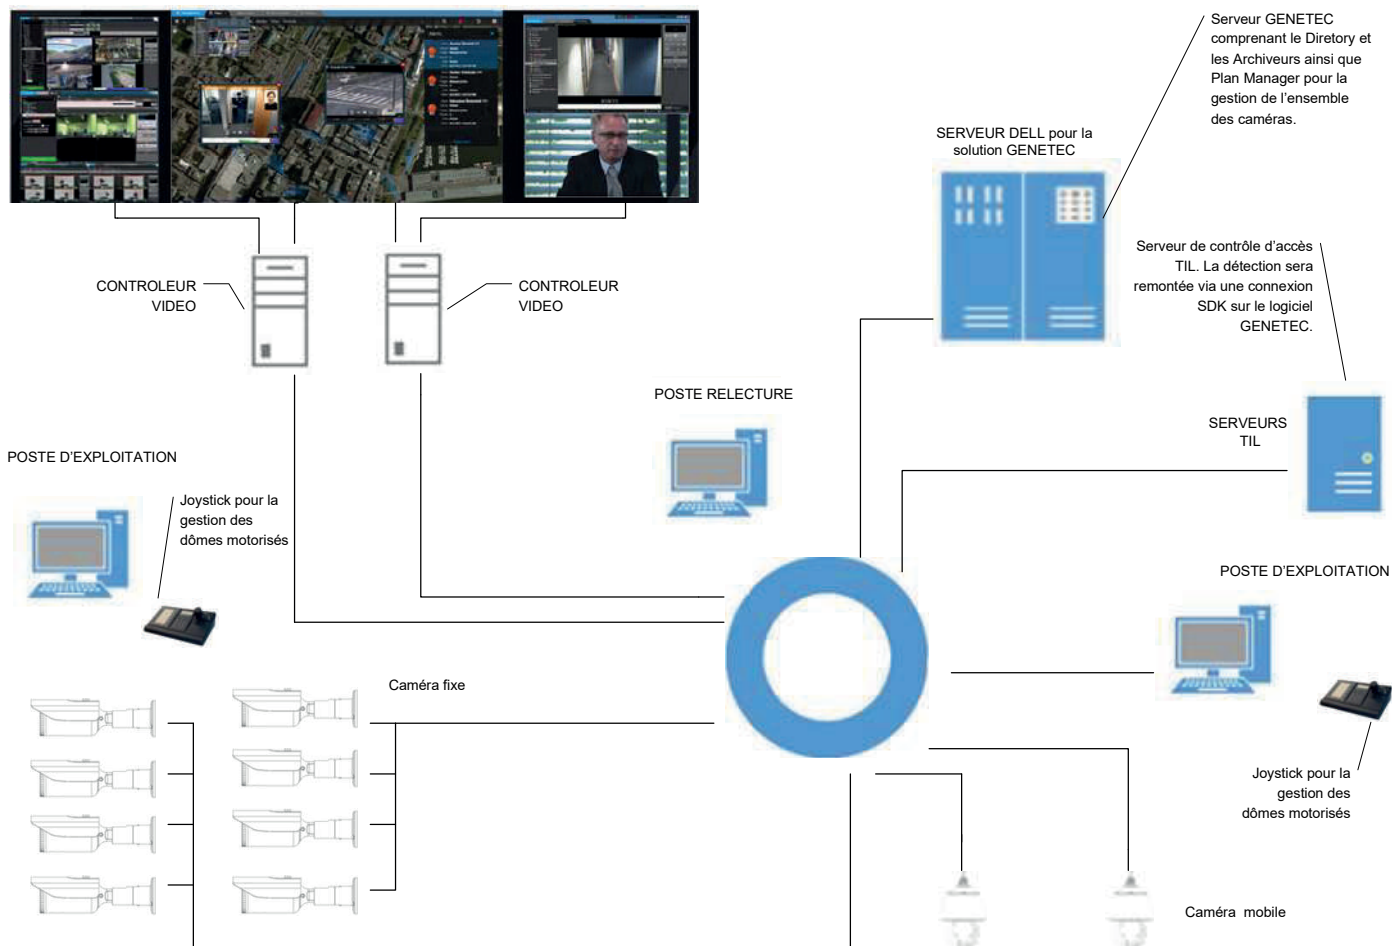 Serveur GENETEC
comprenant le Diretory et
les Archiveurs ainsi que
Plan Manager pour la
gestion de l'ensemble
des caméras.
SERVEUR DELL pour la
solution GENETEC
Serveur de contrôle d'accès
TIL. La détection sera
remontée via une connexion
SDK sur le logiciel
GENETEC.
CONTROLEUR
VIDEO
CONTROLEUR
VIDEO
POSTE RELECTURE
SERVEURS
TIL
POSTE D'EXPLOITATION
Joystick pour la
gestion des
dômes motorisés
POSTE D'EXPLOITATION
Caméra fixe
Joystick pour la
gestion des
dômes motorisés
Caméra mobile